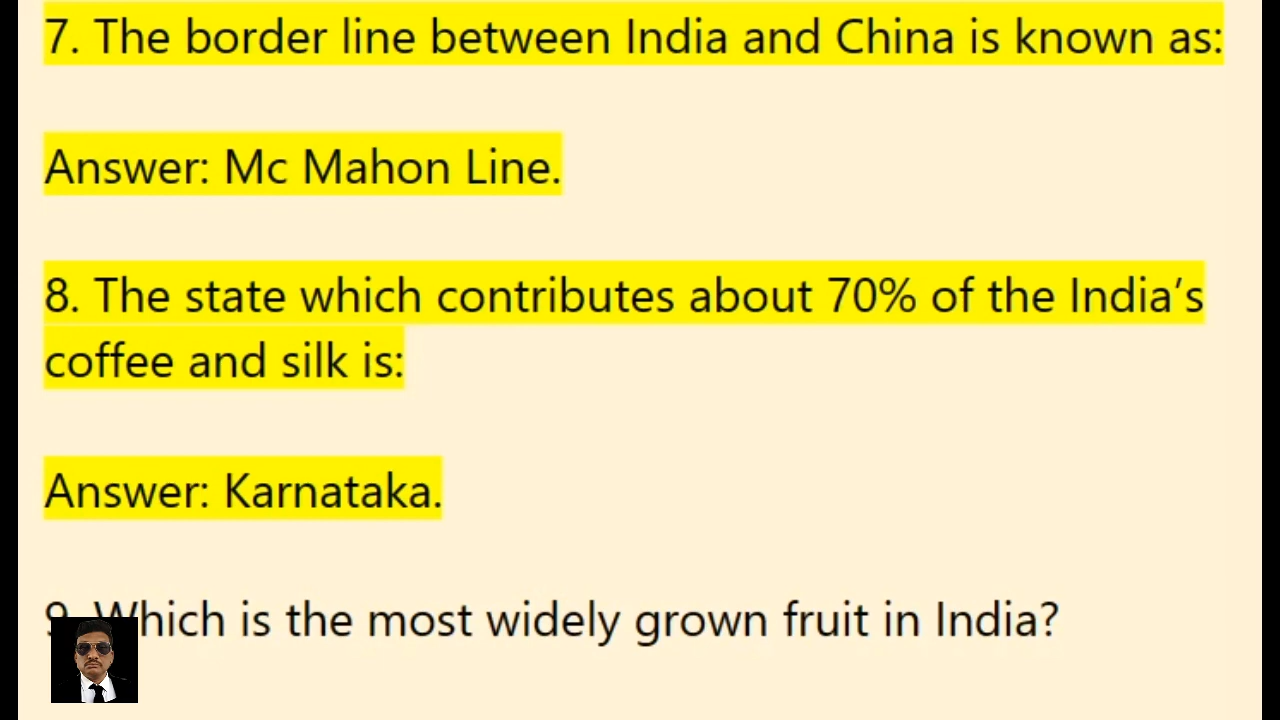 7. The border line between India and China is known as:
Answer: Mc Mahon Line.
8. The state which contributes about 70% of the India’s
coffee and silk is:
Answer: Karnataka.
9. Which is the most widely grown fruit in India?